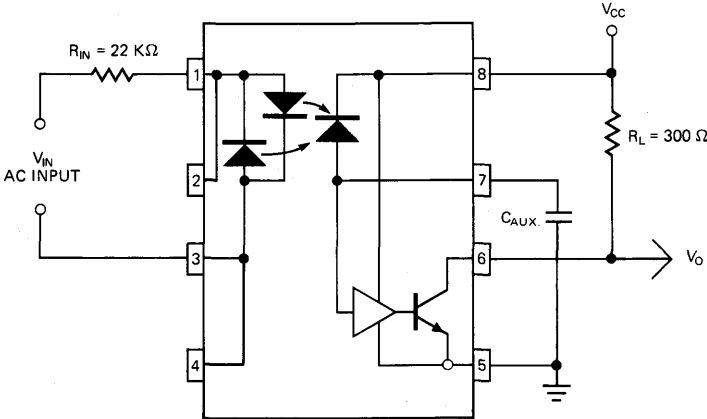 V_CC
R_IN = 22 KΩ
1
8
R_L = 300 Ω
V_IN
AC INPUT
2
7
C_AUX.
3
6
V_O
4
5